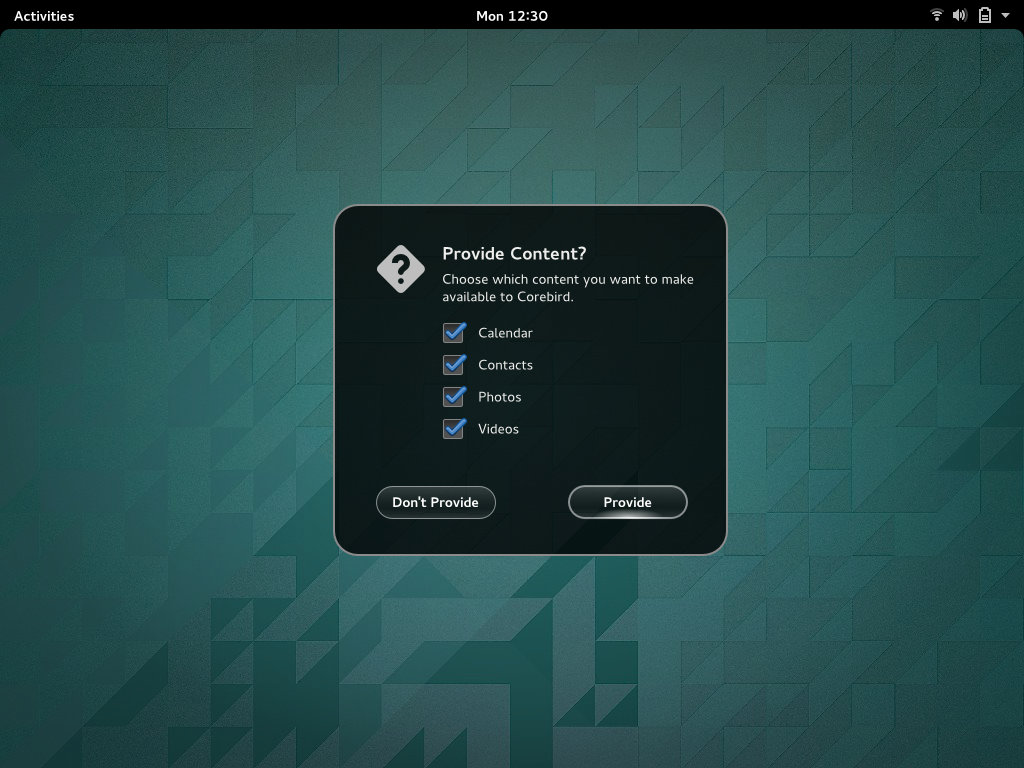 Activities
Mon 12:30
Provide Content?
Choose which content you want to make
available to Corebird.
Calendar
Contacts
Photos
Videos
Don't Provide
Provide